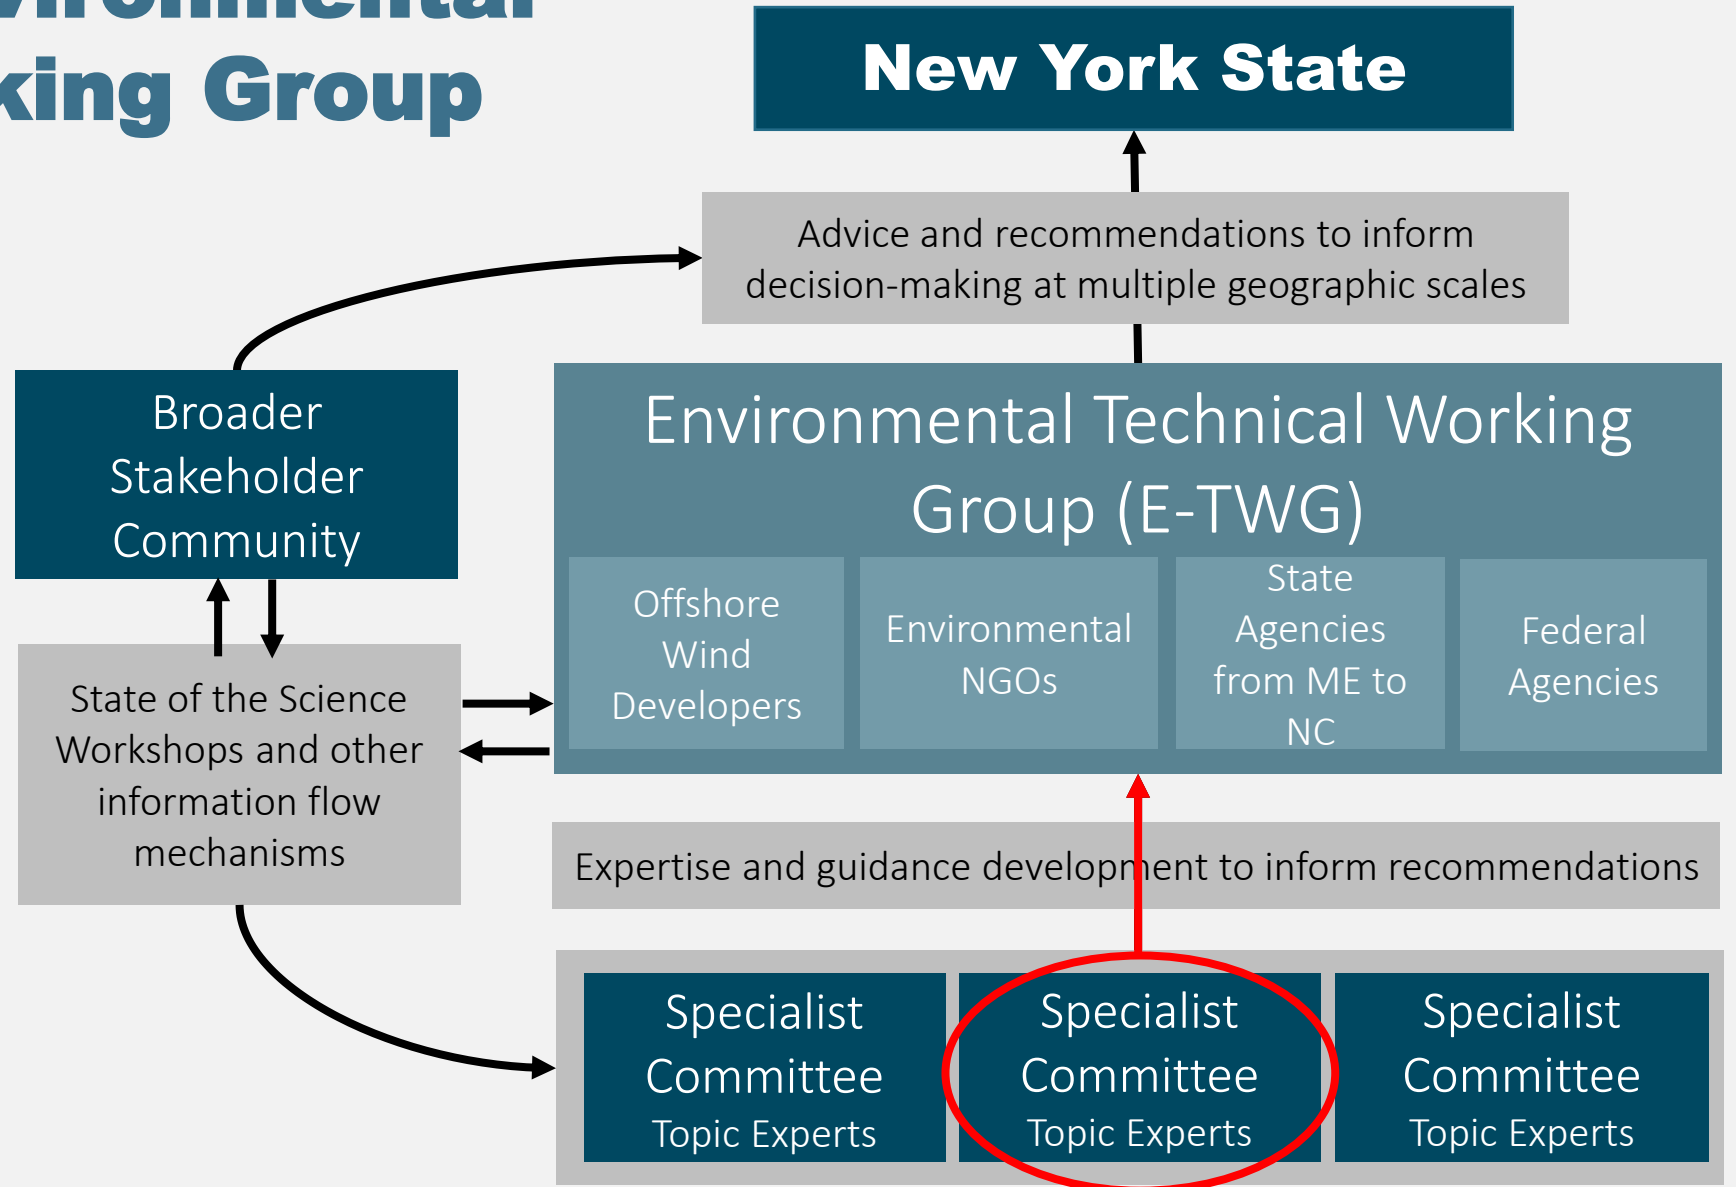 king Group
New York State
Advice and recommendations to inform
decision-making at multiple geographic scales
Broader
Stakeholder
Community
Environmental Technical Working
Group (E-TWG)
Offshore
Wind
Developers
Environmental
NGOs
State
Agencies
from ME to
NC
Federal
Agencies
State of the Science
Workshops and other
information flow
mechanisms
Expertise and guidance development to inform recommendations
Specialist
Committee
Topic Experts
Specialist
Committee
Topic Experts
Specialist
Committee
Topic Experts